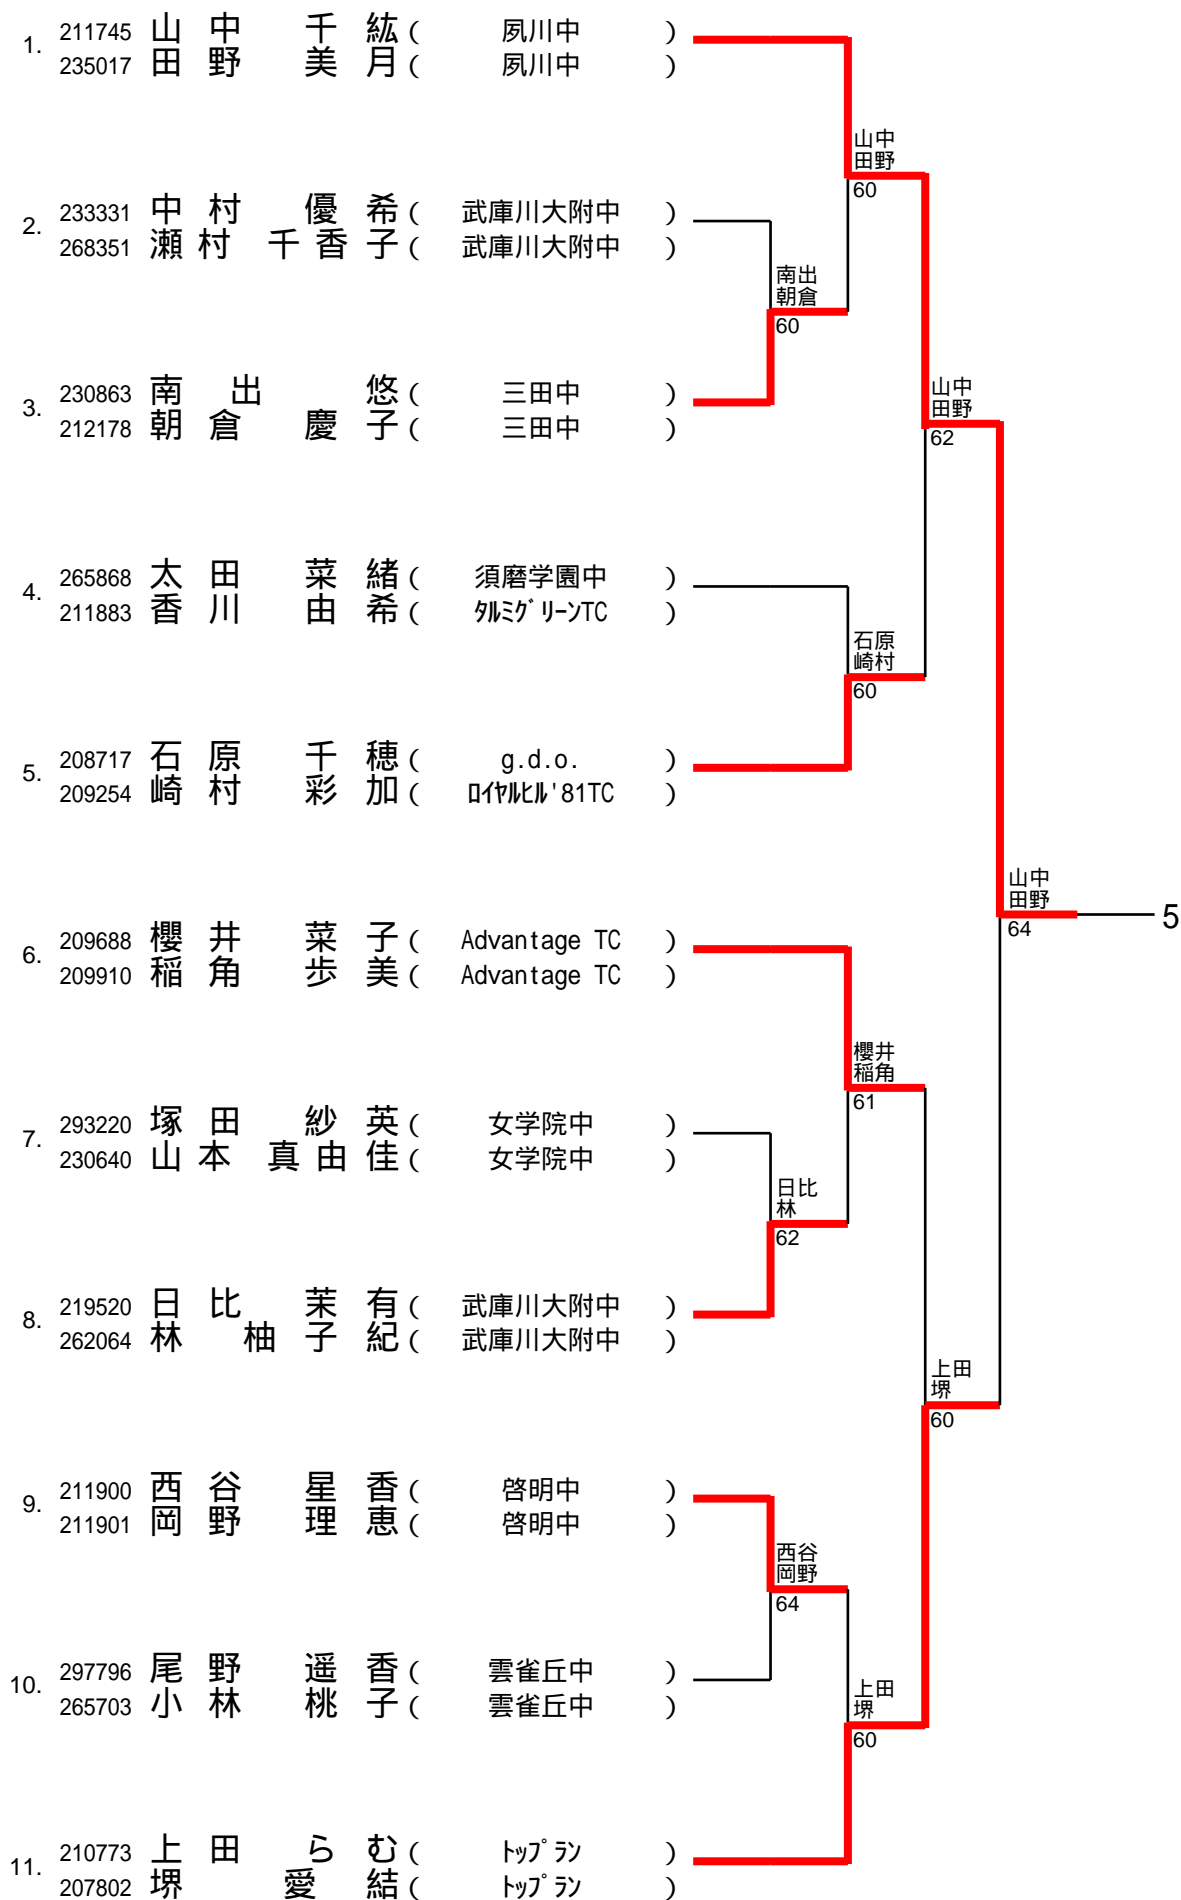 1. 211745 山中 千紘 ( 夙川中 )
235017 田野 美月 ( 夙川中 )
山中
田野
60
2. 233331 中村 優希 ( 武庫川大附中 )
268351 瀬村 千香子 ( 武庫川大附中 )
南出
朝倉
60
3. 230863 南出 悠 ( 三田中 )
212178 朝倉 慶子 ( 三田中 )
山中
田野
62
4. 265868 太田 菜緒 ( 須磨学園中 )
211883 香川 由希 ( タルミグリーンTC )
石原
崎村
60
5. 208717 石原 千穂 ( g.d.o. )
209254 崎村 彩加 ( ロイヤルヒル'81TC )
山中
田野
64
5
6. 209688 櫻井 菜子 ( Advantage TC )
209910 稲角 歩美 ( Advantage TC )
櫻井
稲角
61
7. 293220 塚田 紗英 ( 女学院中 )
230640 山本 真由佳 ( 女学院中 )
日比
林
62
8. 219520 日比 茉有 ( 武庫川大附中 )
262064 林 柚子紀 ( 武庫川大附中 )
上田
堺
60
9. 211900 西谷 星香 ( 啓明中 )
211901 岡野 理恵 ( 啓明中 )
西谷
岡野
64
10. 297796 尾野 遥香 ( 雲雀丘中 )
265703 小林 桃子 ( 雲雀丘中 )
上田
堺
60
11. 210773 上田 らむ ( トップラン )
207802 堺 愛結 ( トップラン )